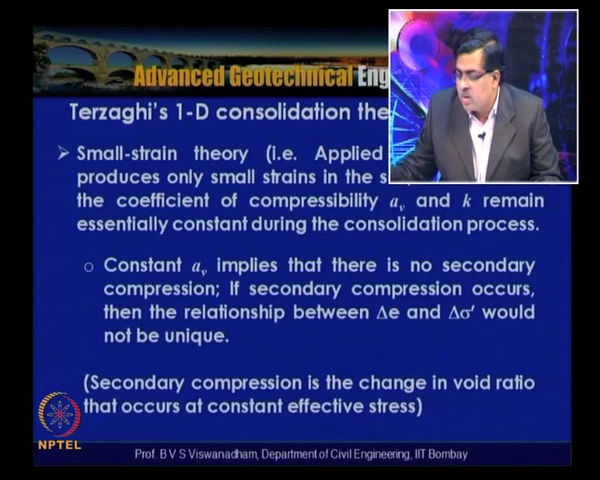 Advanced Geotechnical Eng
Terzaghi's 1-D consolidation the
➢ Small-strain theory (i.e. Applied
produces only small strains in the s
the coefficient of compressibility av and k remain
essentially constant during the consolidation process.
o Constant av implies that there is no secondary
compression; If secondary compression occurs,
then the relationship between Δe and Δσ' would
not be unique.
(Secondary compression is the change in void ratio
that occurs at constant effective stress)
NPTEL
Prof. B V S Viswanadham, Department of Civil Engineering, IIT Bombay